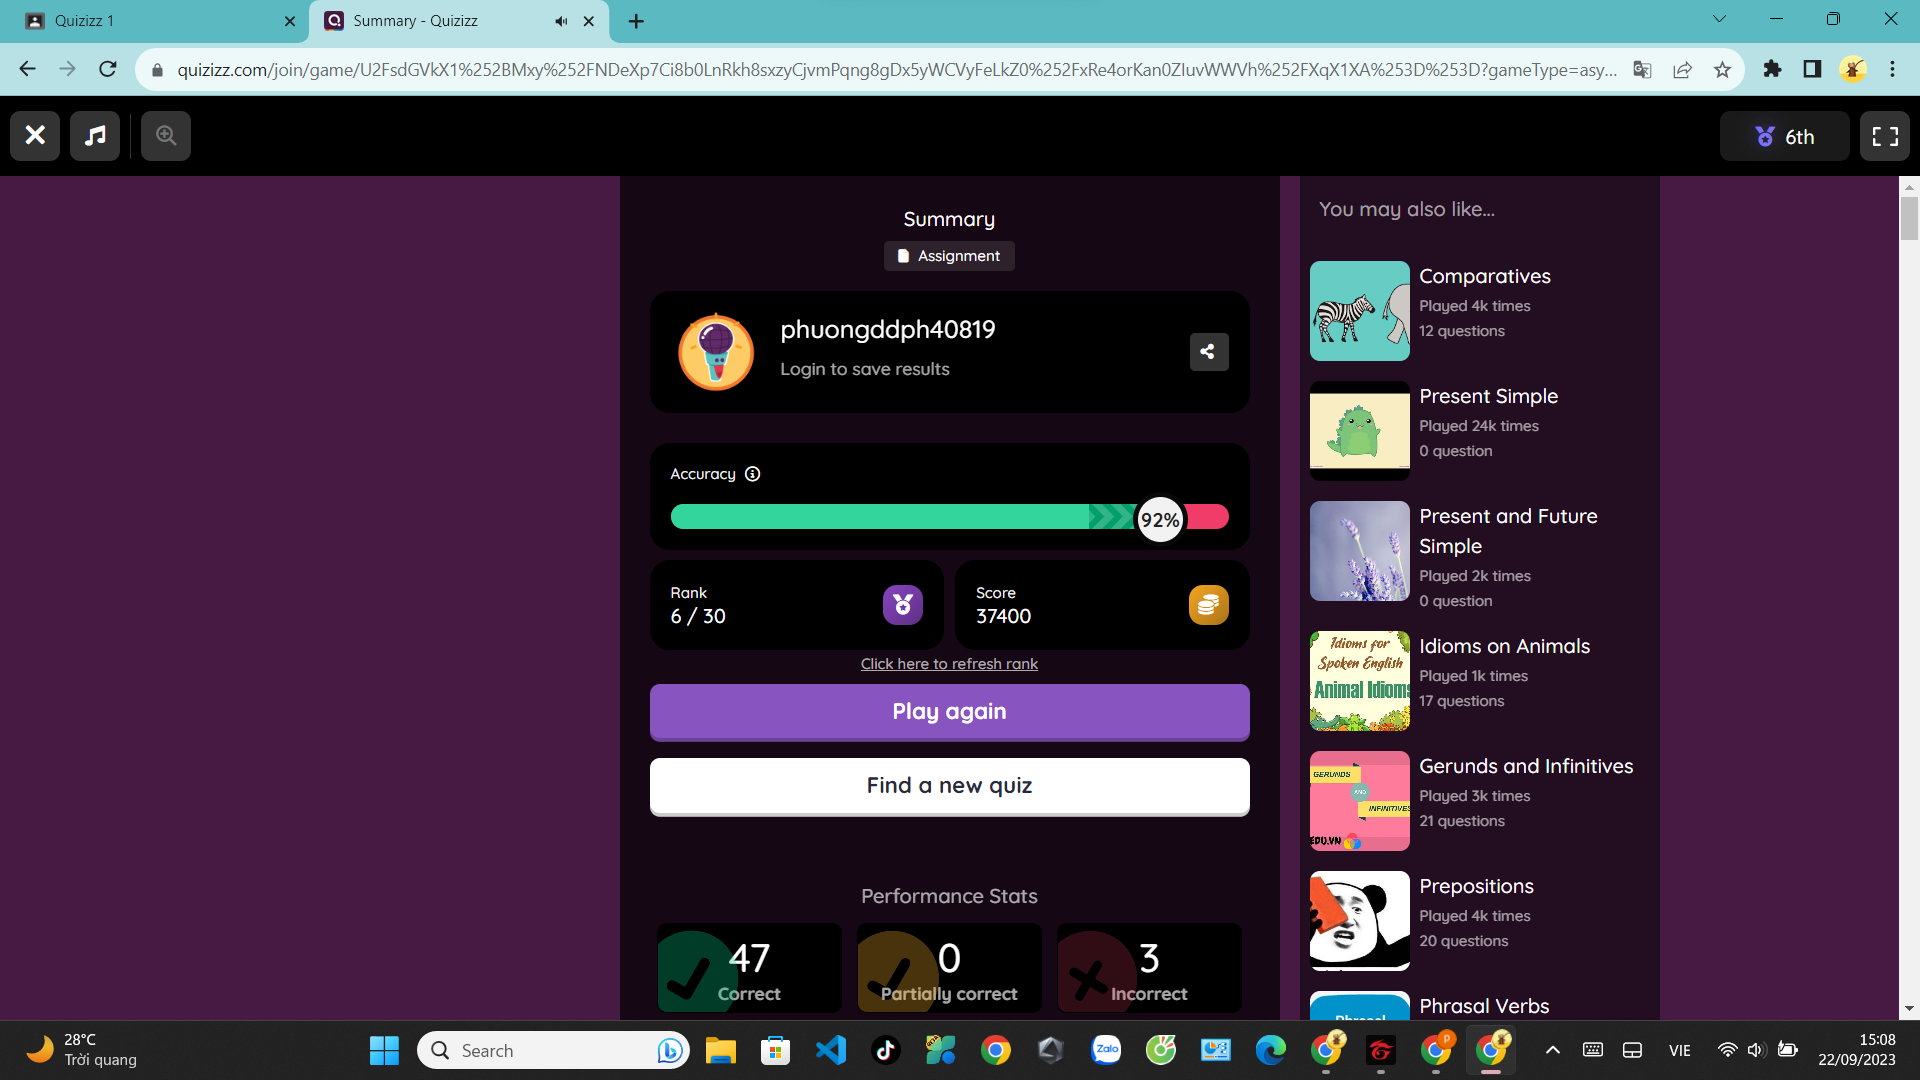 Quizizz 1
Summary - Quizizz
quizizz.com/join/game/U2FsdGVkX1%252BMxy%252FNDeXp7Ci8b0LnRkh8sxzyCjvmPqng8gDx5yWCVyFeLkZ0%252FxRe4orKan0ZIuvWWVh%252FXqX1XA%253D%253D?gameType=asy...
6th
Summary
Assignment
phuongddph40819
Login to save results
Accuracy
92%
Rank
6 / 30
Score
37400
Click here to refresh rank
Play again
Find a new quiz
Performance Stats
47
Correct
0
Partially correct
3
Incorrect
You may also like...
Comparatives
Played 4k times
12 questions
Present Simple
Played 24k times
0 question
Present and Future
Simple
Played 2k times
0 question
Idioms for
Spoken English
Animal Idioms
Idioms on Animals
Played 1k times
17 questions
GERUNDS
AND
INFINITIVES
EDU.VN
Gerunds and Infinitives
Played 3k times
21 questions
Prepositions
Played 4k times
20 questions
Phrasal
Phrasal Verbs
28°C
Trời quang
Search
Zalo
P
VIE
15:08
22/09/2023